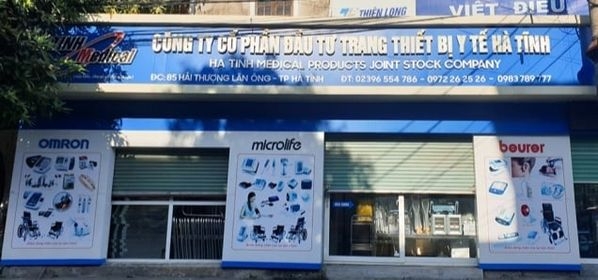 THIÊN LONG
VIỆT ĐIỀU
TĨNH
Medical
CÔNG TY CỔ PHẦN ĐẦU TƯ TRANG THIẾT BỊ Y TẾ HÀ TĨNH
HA TINH MEDICAL PRODUCTS JOINT STOCK COMPANY
ĐC: 85 HẢI THƯỢNG LÃN ÔNG - TP HÀ TĨNH
ĐT: 02396 554 786 - 0972 26 25 26 - 0983 789 777
OMRON
microlife
beurer